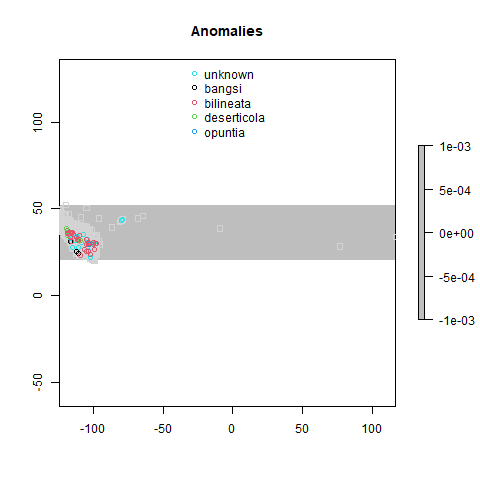 Anomalies
unknown
bangsi
bilineata
deserticola
opuntia
100
50
0
-50
-100
-50
0
50
100
1e-03
5e-04
0e+00
-5e-04
-1e-03